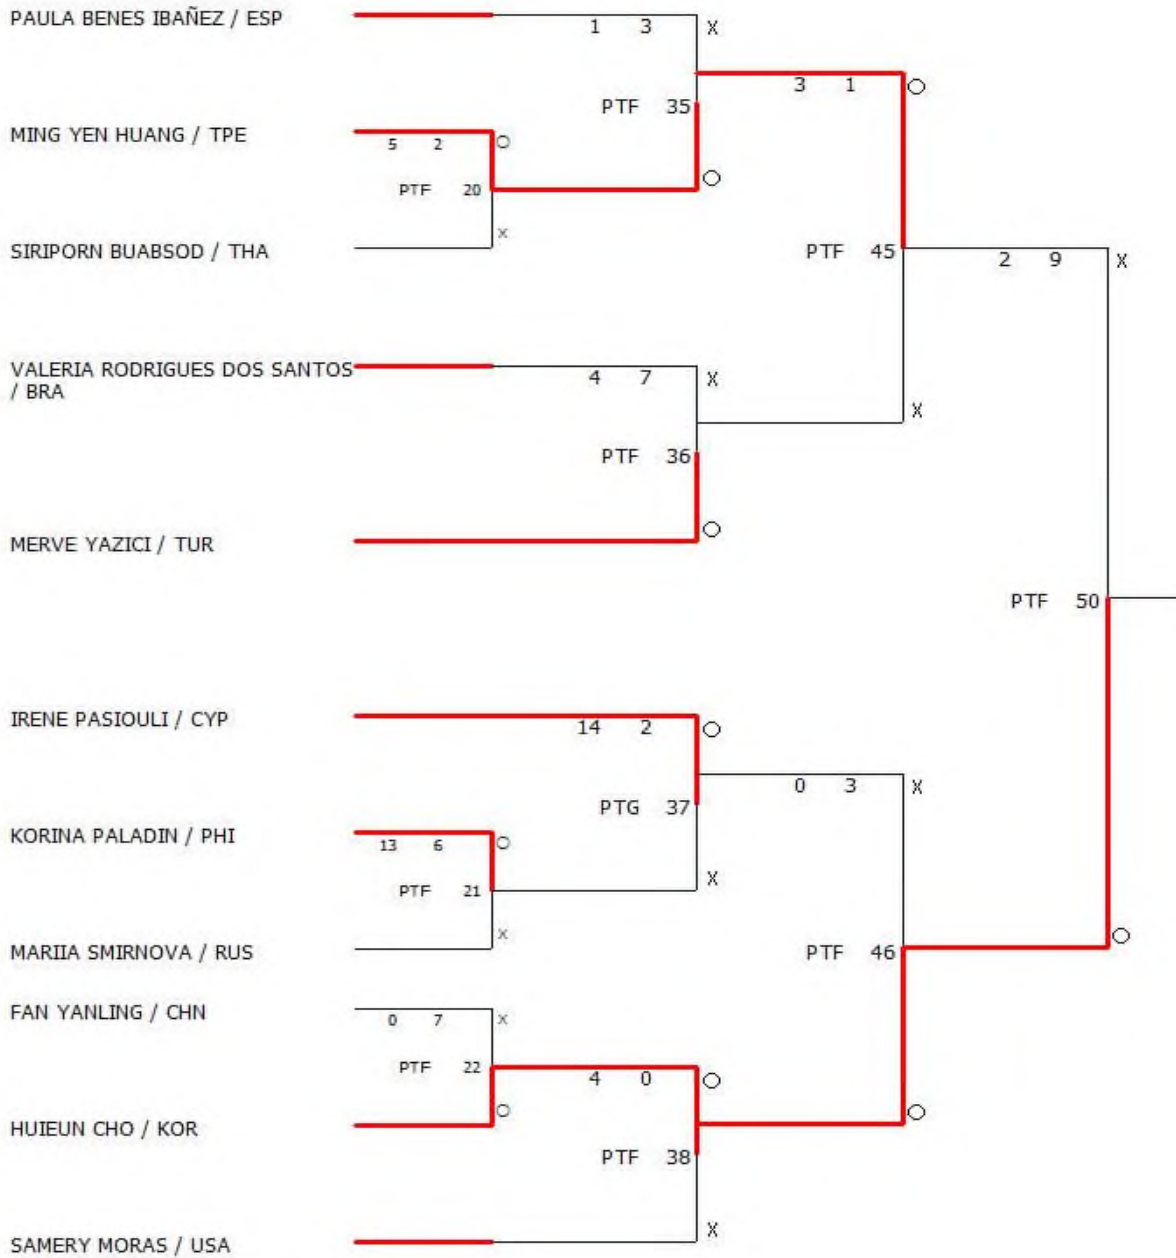 PAULA BENES IBAÑEZ / ESP
1 3 X
3 1 O
PTF 35
MING YEN HUANG / TPE
5 2 O
PTF 20
O
X
SIRIPORN BUABSOD / THA
PTF 45
2 9 X
VALERIA RODRIGUES DOS SANTOS
/ BRA
4 7 X
X
PTF 36
O
MERVE YAZICI / TUR
PTF 50
IRENE PASIOULI / CYP
14 2 O
0 3 X
PTG 37
KORINA PALADIN / PHI
13 6 O
X
PTF 21
X
O
MARIIA SMIRNOVA / RUS
PTF 46
FAN YANLING / CHN
0 7 X
PTF 22
4 0 O
O
O
HUIEUN CHO / KOR
PTF 38
X
SAMERY MORAS / USA